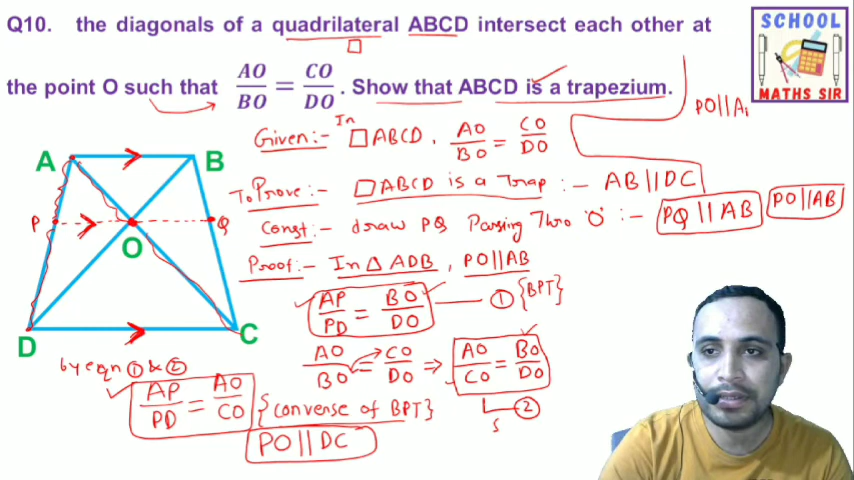 Q10. the diagonals of a quadrilateral ABCD intersect each other at
the point O such that AO/BO = CO/DO. Show that ABCD is a trapezium.
SCHOOL
MATHS SIR
PO||A
Given:- In □ABCD, AO/BO = CO/DO
To Prove:- □ABCD is a Trap:- AB||DC
Const:- draw PQ Parsing Thro 'O':- PQ||AB PO||AB
Proof:- In △ADB, PO||AB
AP/PD = BO/DO — ① {BPT}
AO/BO = CO/DO ⇒ AO/CO = BO/DO
②
by eqn ① & ②
AP/PD = AO/CO {converse of BPT}
PO||DC
A
B
P
Q
O
D
C